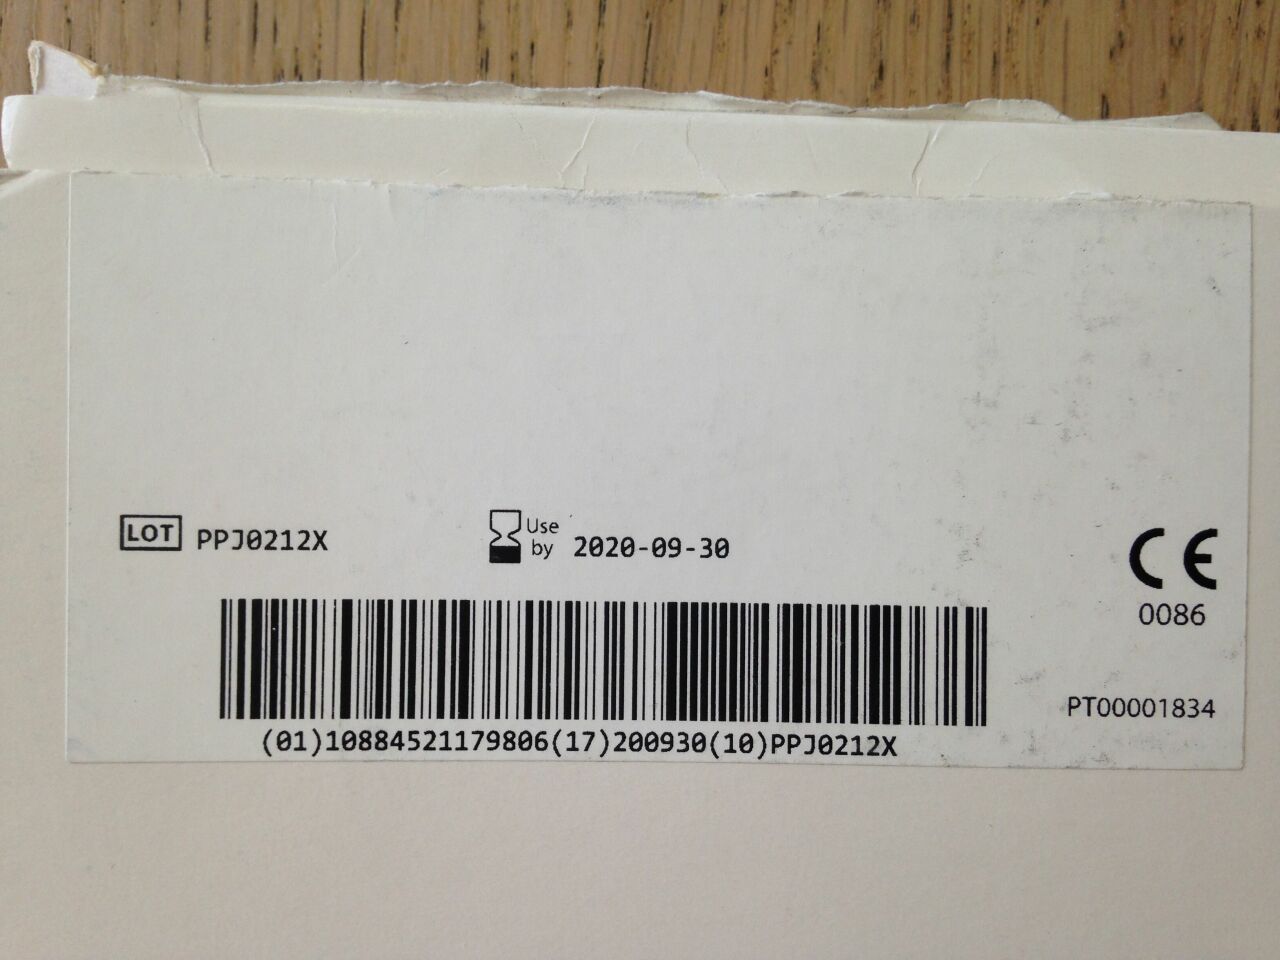 LOT PPJ0212X
Use by 2020-09-30
CE
0086
PT00001834
(01)10884521179806(17)200930(10)PPJ0212X